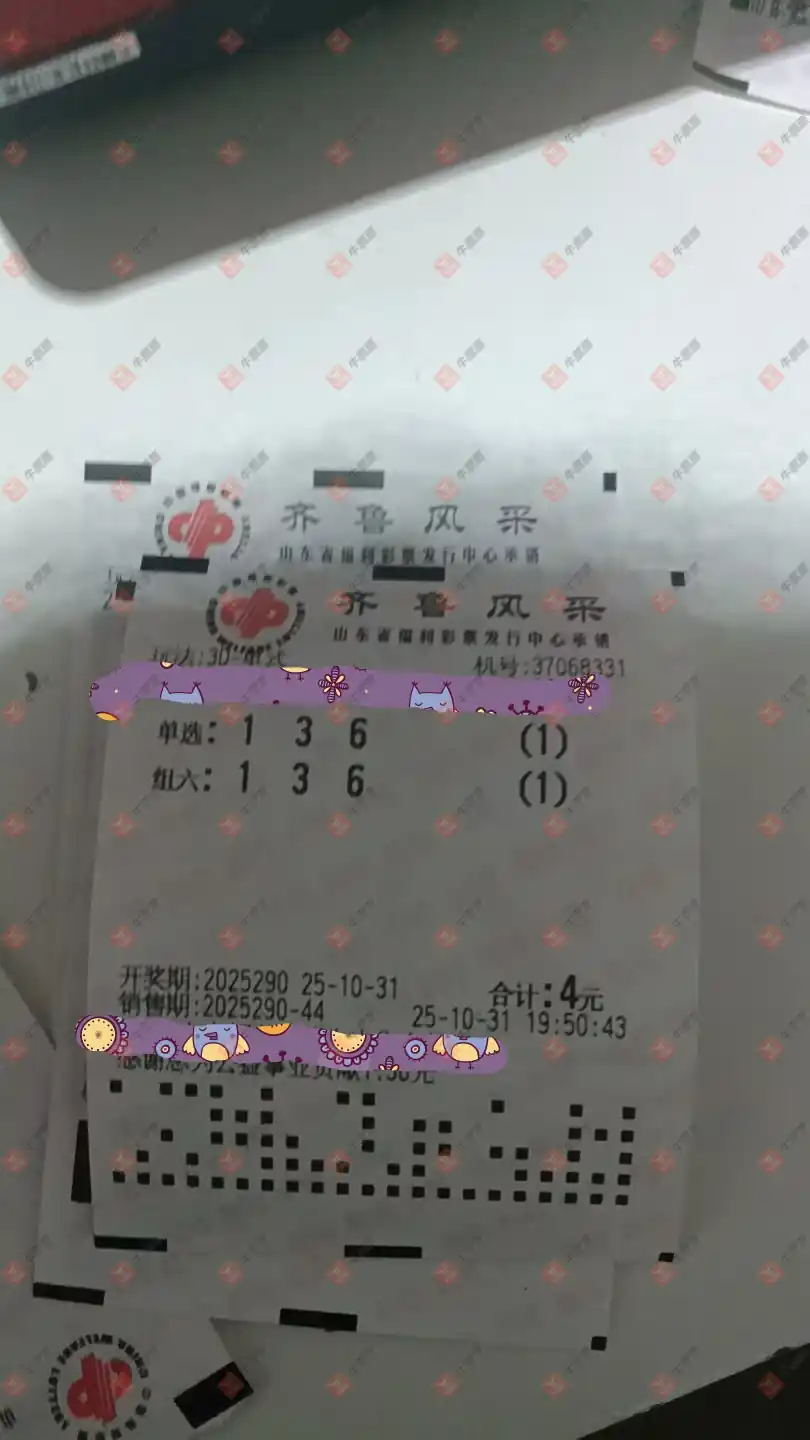 齐鲁风采
山东省福利彩票发行中心承销
齐鲁风采
山东省福利彩票发行中心承销
机号:37068331
单选: 1 3 6 (1)
组六: 1 3 6 (1)
开奖期:2025290 25-10-31
合计:4元
销售期:2025290-44 25-10-31 19:50:43
CHINA WELFARE LOTTERY